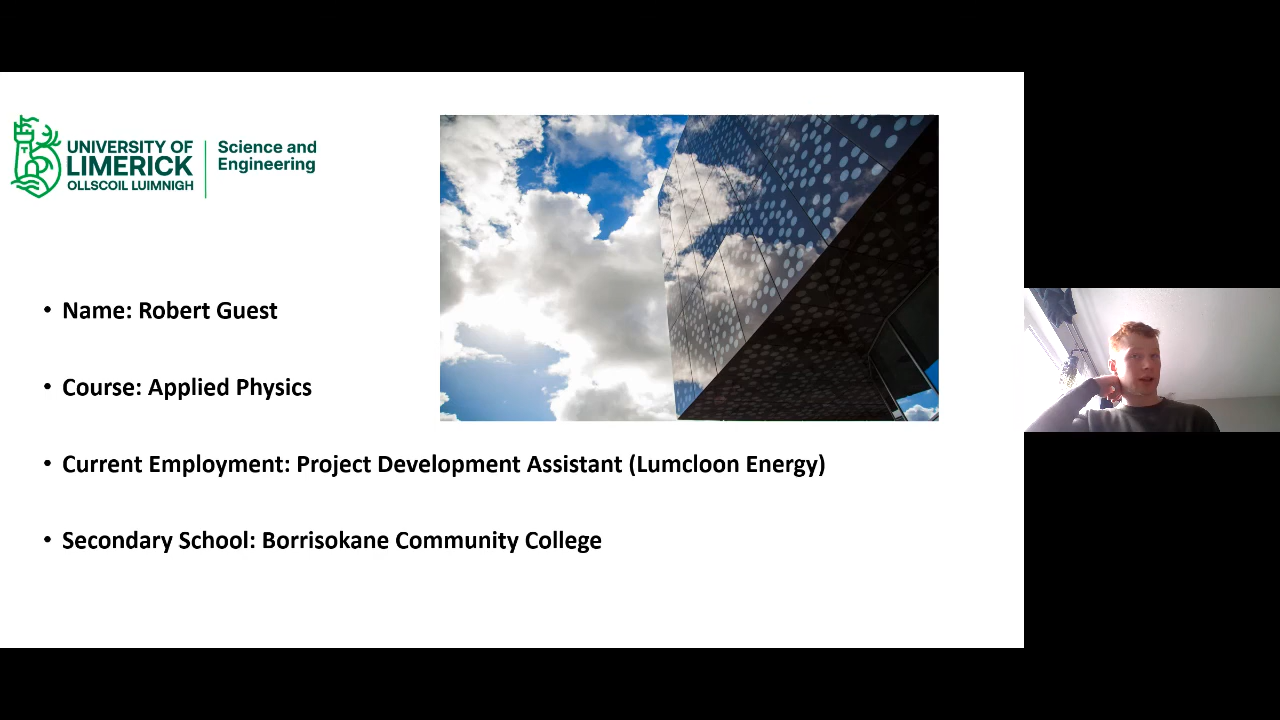 UNIVERSITY OF
LIMERICK
OLLSCOIL LUIMNIGH
Science and
Engineering
• Name: Robert Guest
• Course: Applied Physics
• Current Employment: Project Development Assistant (Lumcloon Energy)
• Secondary School: Borrisokane Community College